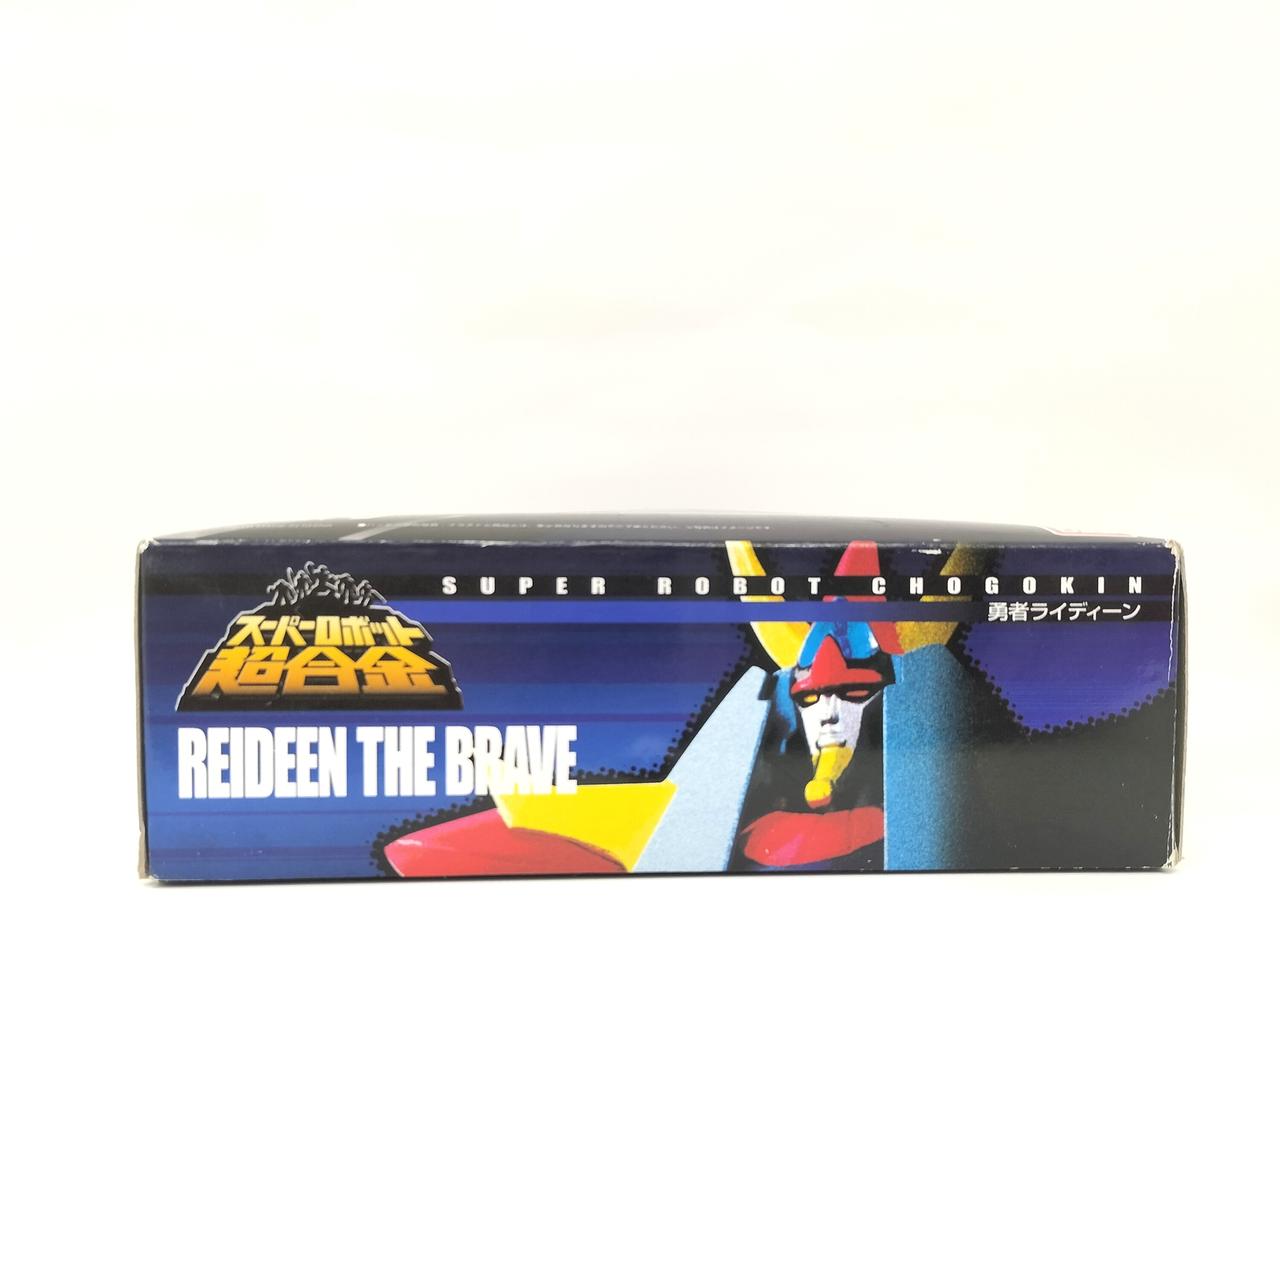 SUPER ROBOT CHOGOKIN
勇者ライディーン
スーパーロボット
超合金
REIDEEN THE BRAVE